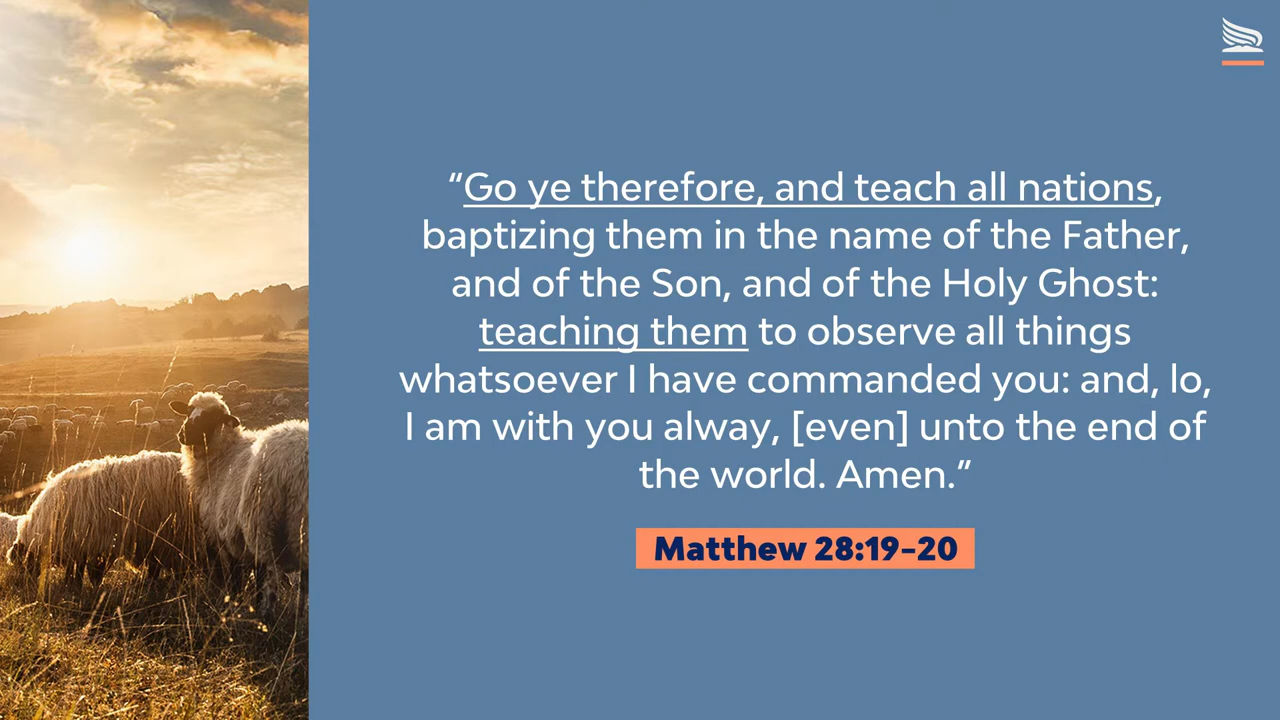 “Go ye therefore, and teach all nations,
baptizing them in the name of the Father,
and of the Son, and of the Holy Ghost:
teaching them to observe all things
whatsoever I have commanded you: and, lo,
I am with you alway, [even] unto the end of
the world. Amen.”
Matthew 28:19–20